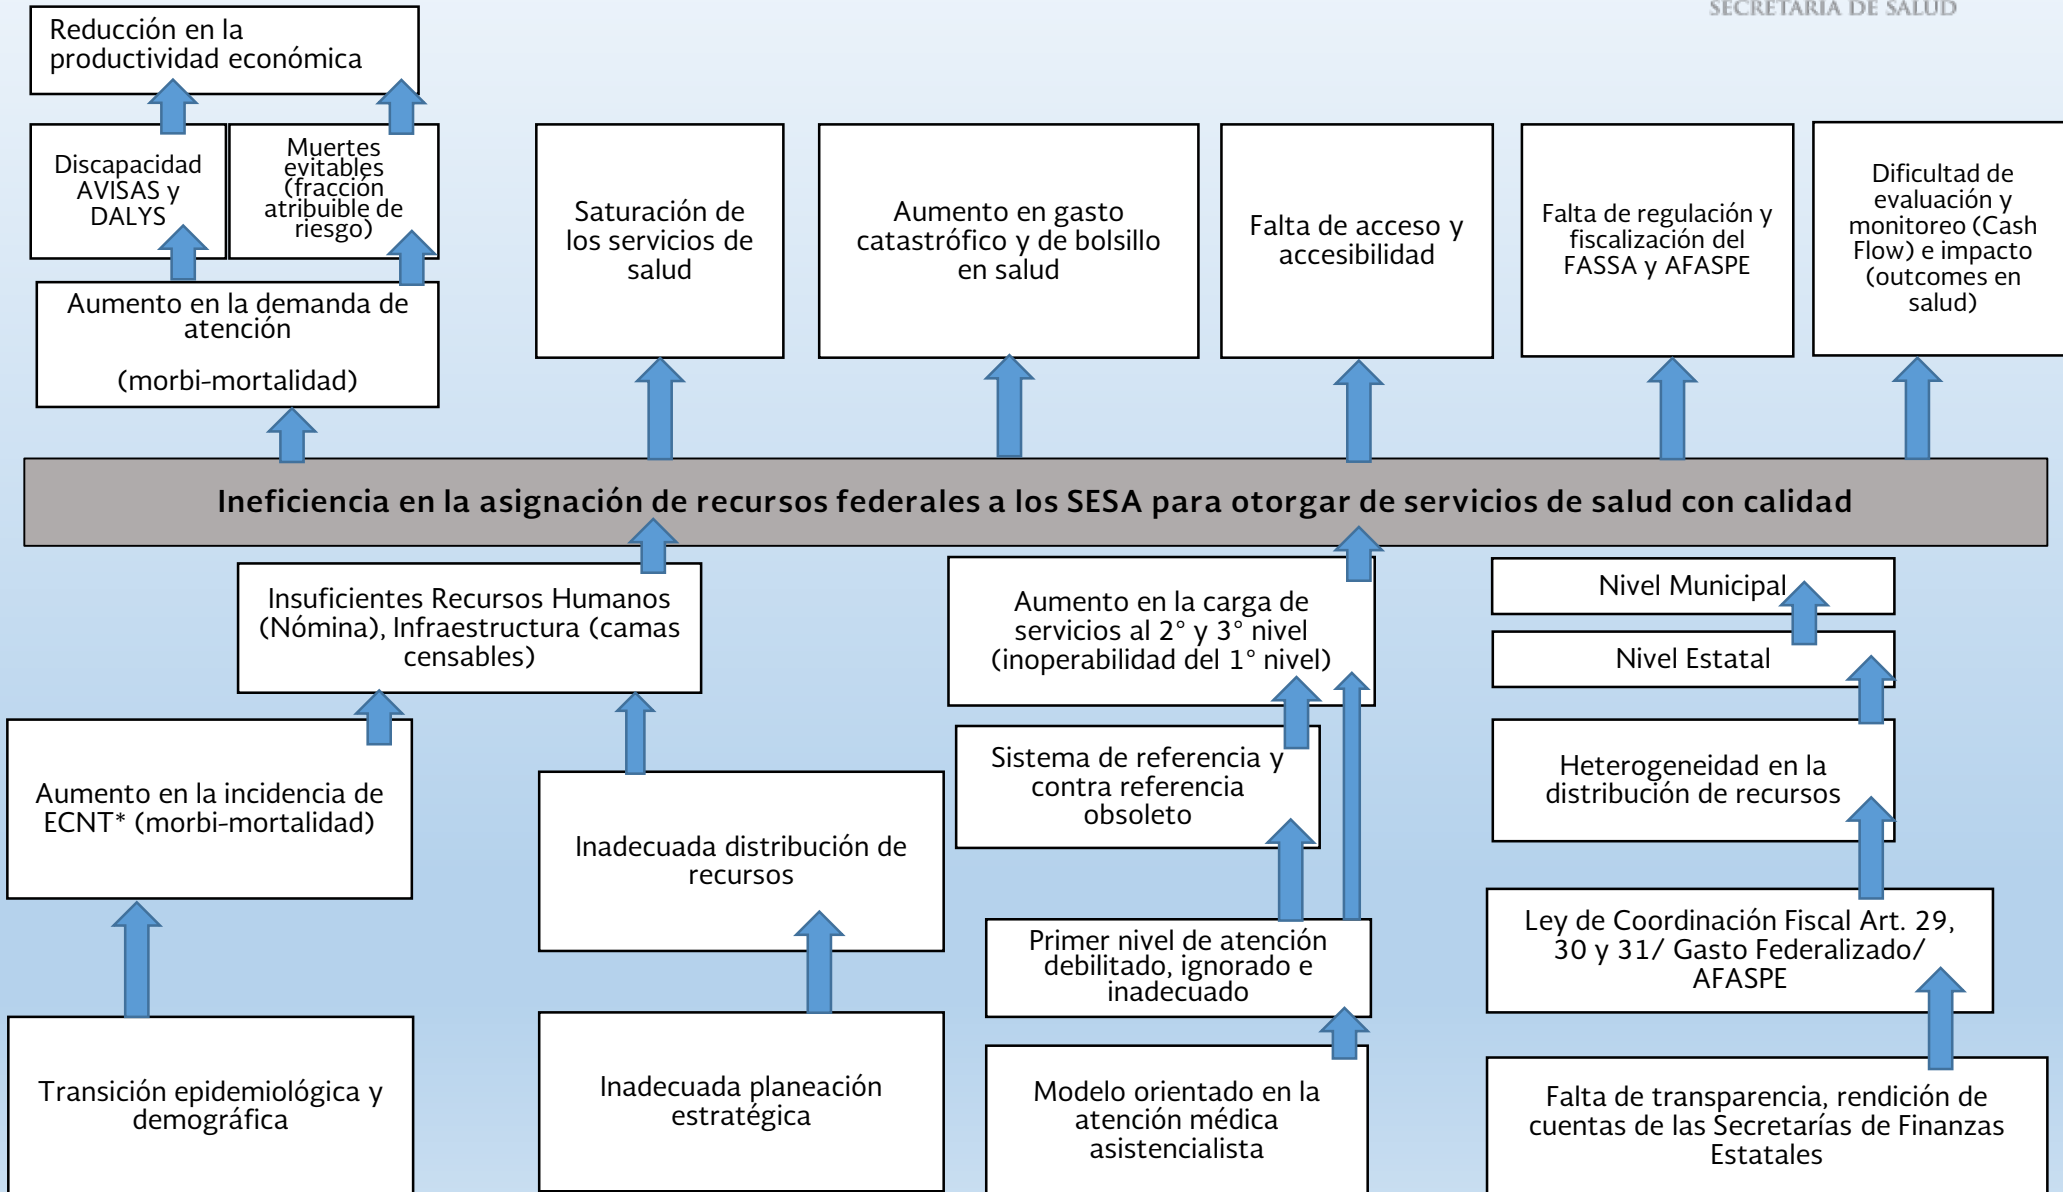 SECRETARÍA DE SALUD
Reducción en la
productividad económica
Discapacidad
AVISAS y
DALYS
Muertes
evitables
(fracción
atribuible de
riesgo)
Aumento en la demanda de
atención
(morbi-mortalidad)
Saturación de
los servicios de
salud
Aumento en gasto
catastrófico y de bolsillo
en salud
Falta de acceso y
accesibilidad
Falta de regulación y
fiscalización del
FASSA y AFASPE
Dificultad de
evaluación y
monitoreo (Cash
Flow) e impacto
(outcomes en
salud)
Ineficiencia en la asignación de recursos federales a los SESA para otorgar de servicios de salud con calidad
Insuficientes Recursos Humanos
(Nómina), Infraestructura (camas
censables)
Aumento en la incidencia de
ECNT* (morbi-mortalidad)
Transición epidemiológica y
demográfica
Inadecuada distribución de
recursos
Inadecuada planeación
estratégica
Aumento en la carga de
servicios al 2° y 3° nivel
(inoperabilidad del 1° nivel)
Sistema de referencia y
contra referencia
obsoleto
Primer nivel de atención
debilitado, ignorado e
inadecuado
Modelo orientado en la
atención médica
asistencialista
Nivel Municipal
Nivel Estatal
Heterogeneidad en la
distribución de recursos
Ley de Coordinación Fiscal Art. 29,
30 y 31/ Gasto Federalizado/
AFASPE
Falta de transparencia, rendición de
cuentas de las Secretarías de Finanzas
Estatales